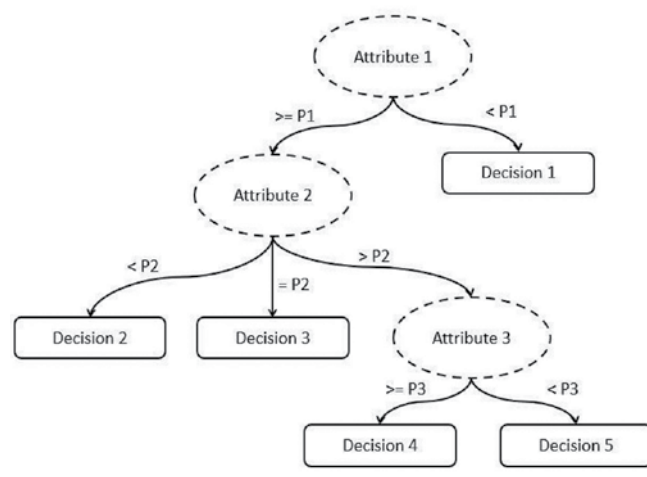 Attribute 1
>= P1
< P1
Decision 1
Attribute 2
< P2
= P2
> P2
Decision 2
Decision 3
Attribute 3
>= P3
< P3
Decision 4
Decision 5